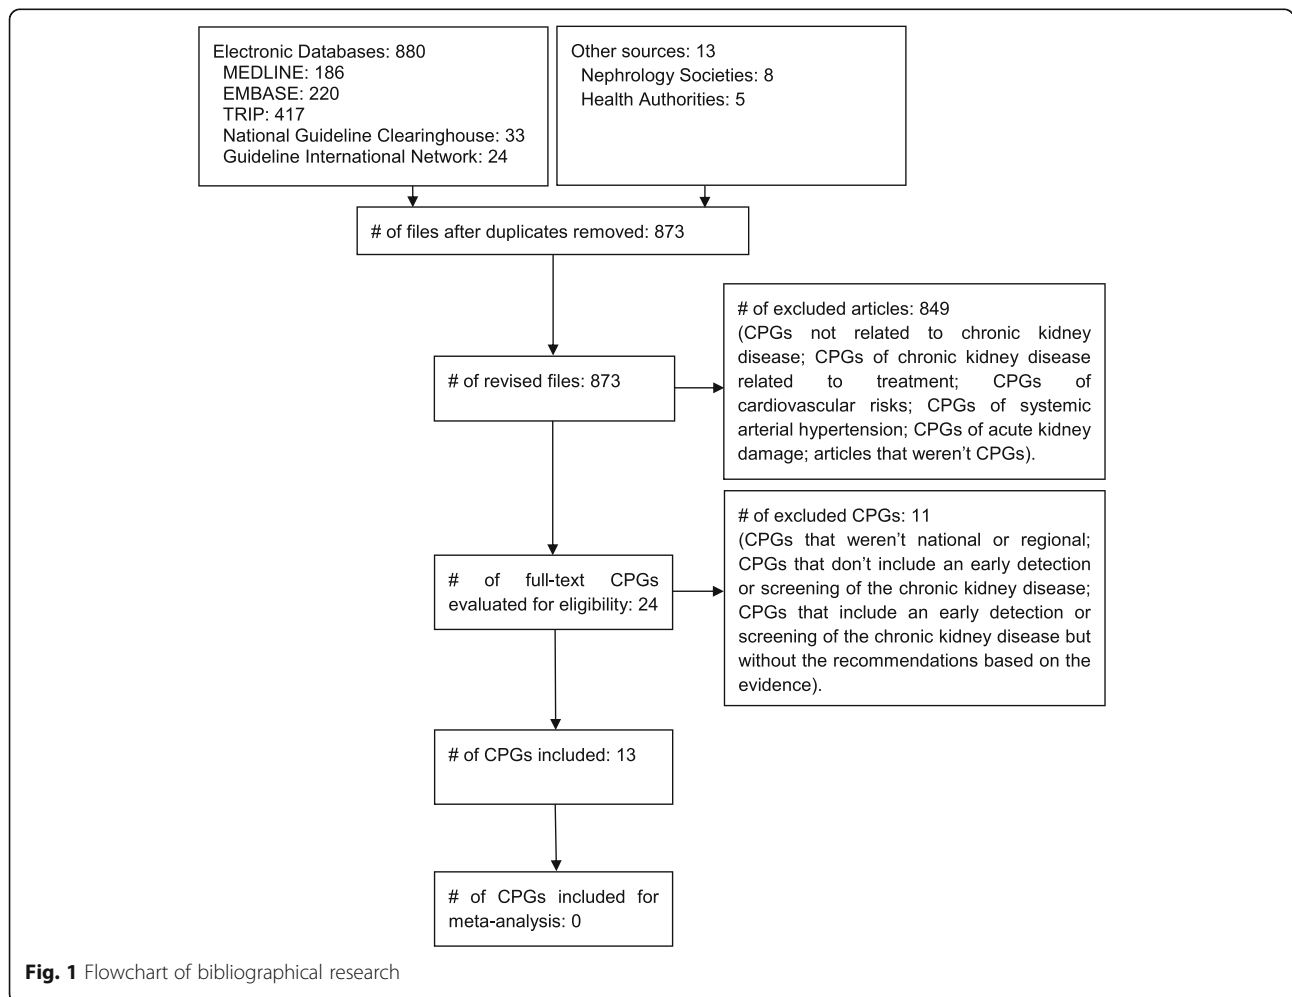 Electronic Databases: 880
MEDLINE: 186
EMBASE: 220
TRIP: 417
National Guideline Clearinghouse: 33
Guideline International Network: 24
Other sources: 13
Nephrology Societies: 8
Health Authorities: 5
# of files after duplicates removed: 873
# of revised files: 873
# of excluded articles: 849
(CPGs not related to chronic kidney
disease; CPGs of chronic kidney disease
related to treatment; CPGs of
cardiovascular risks; CPGs of systemic
arterial hypertension; CPGs of acute kidney
damage; articles that weren't CPGs).
# of full-text CPGs
evaluated for eligibility: 24
# of excluded CPGs: 11
(CPGs that weren't national or regional;
CPGs that don't include an early detection
or screening of the chronic kidney disease;
CPGs that include an early detection or
screening of the chronic kidney disease but
without the recommendations based on the
evidence).
# of CPGs included: 13
# of CPGs included for
meta-analysis: 0
Fig. 1 Flowchart of bibliographical research